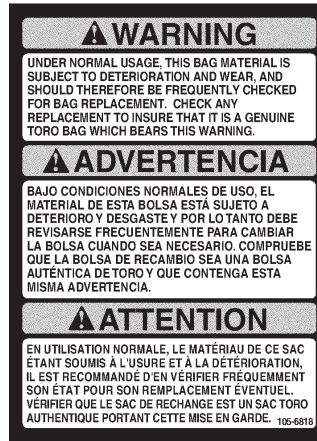 WARNING
UNDER NORMAL USAGE, THIS BAG MATERIAL IS
SUBJECT TO DETERIORATION AND WEAR, AND
SHOULD THEREFORE BE FREQUENTLY CHECKED
FOR BAG REPLACEMENT. CHECK ANY
REPLACEMENT TO INSURE THAT IT IS A GENUINE
TORO BAG WHICH BEARS THIS WARNING.
ADVERTENCIA
BAJO CONDICIONES NORMALES DE USO, EL
MATERIAL DE ESTA BOLSA ESTÁ SUJETO A
DETERIORO Y DESGASTE Y POR LO TANTO DEBE
REVISARSE FRECUENTEMENTE PARA CAMBIAR
LA BOLSA CUANDO SEA NECESARIO. COMPRUEBE
QUE LA BOLSA DE RECAMBIO SEA UNA BOLSA
AUTÉNTICA DE TORO Y QUE CONTENGA ESTA
MISMA ADVERTENCIA.
ATTENTION
EN UTILISATION NORMALE, LE MATÉRIAU DE CE SAC
ÉTANT SOUMIS À L'USURE ET À LA DÉTÉRIORATION,
IL EST RECOMMANDÉ D'EN VÉRIFIER FRÉQUEMMENT
SON ÉTAT POUR SON REMPLACEMENT ÉVENTUEL.
VÉRIFIER QUE LE SAC DE RECHANGE EST UN SAC TORO
AUTHENTIQUE PORTANT CETTE MISE EN GARDE. 105-6818